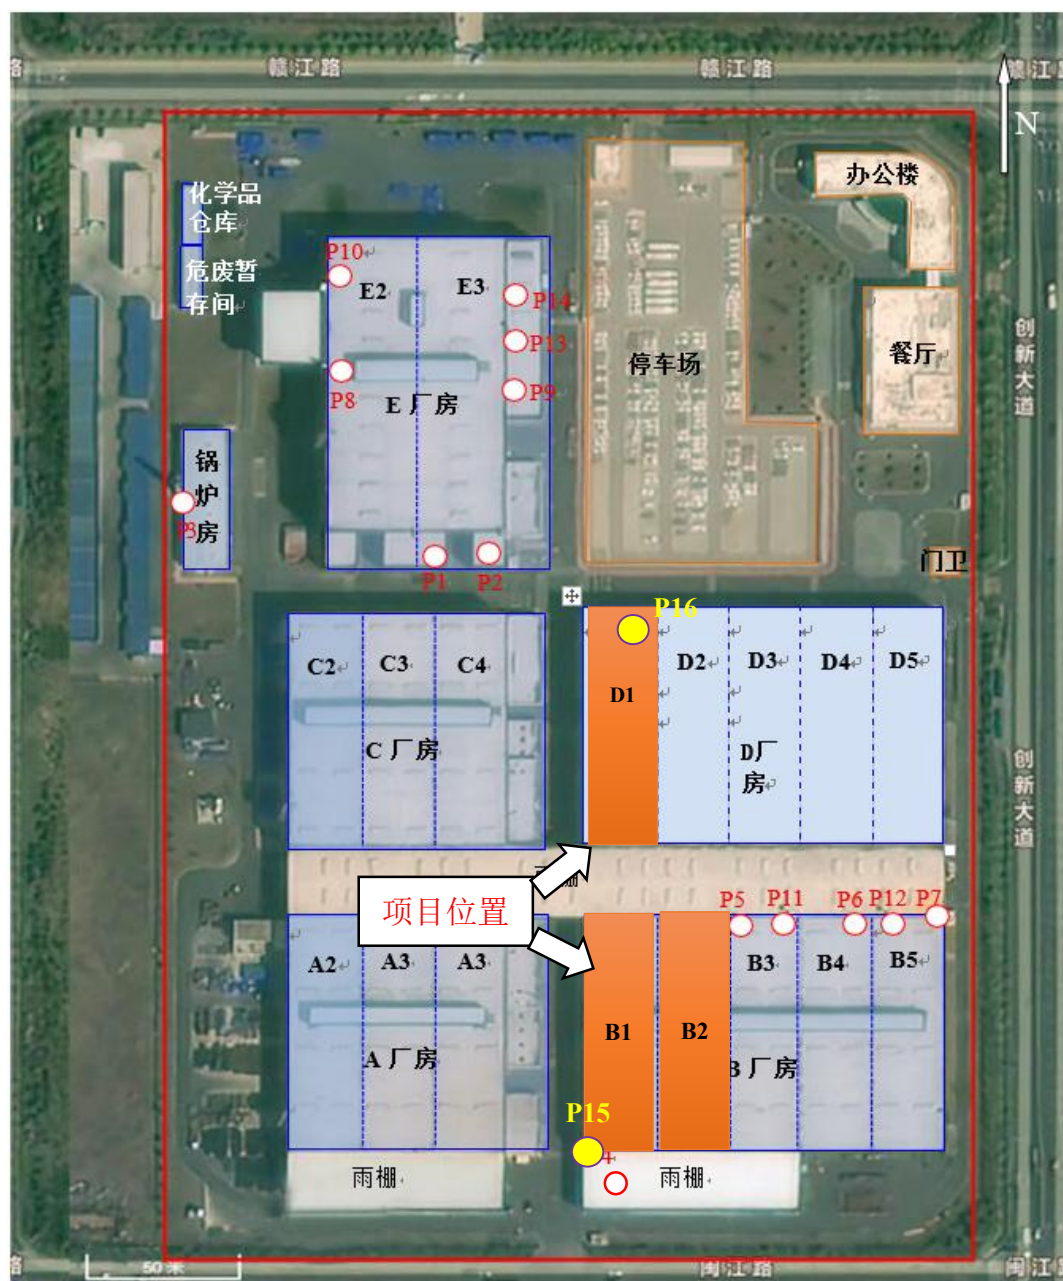 赣江路
赣江路
赣江
路
N
办公楼
化学品
仓库
危废暂
存间
P10
E2
E3
P14
P13
P9
P8
E 厂房
停车场
餐厅
创新大道
锅炉房
P3
P1
P2
门卫
P16
C2
C3
C4
D1
D2
D3
D4
D5
C 厂房
D厂
房
创新大道
项目位置
P5
P11
P6
P12
P7
A2
A3
A3
B3
B4
B5
B1
B2
A 厂房
厂房
P15
雨棚
雨棚
50 米
路
闽江路
闽江